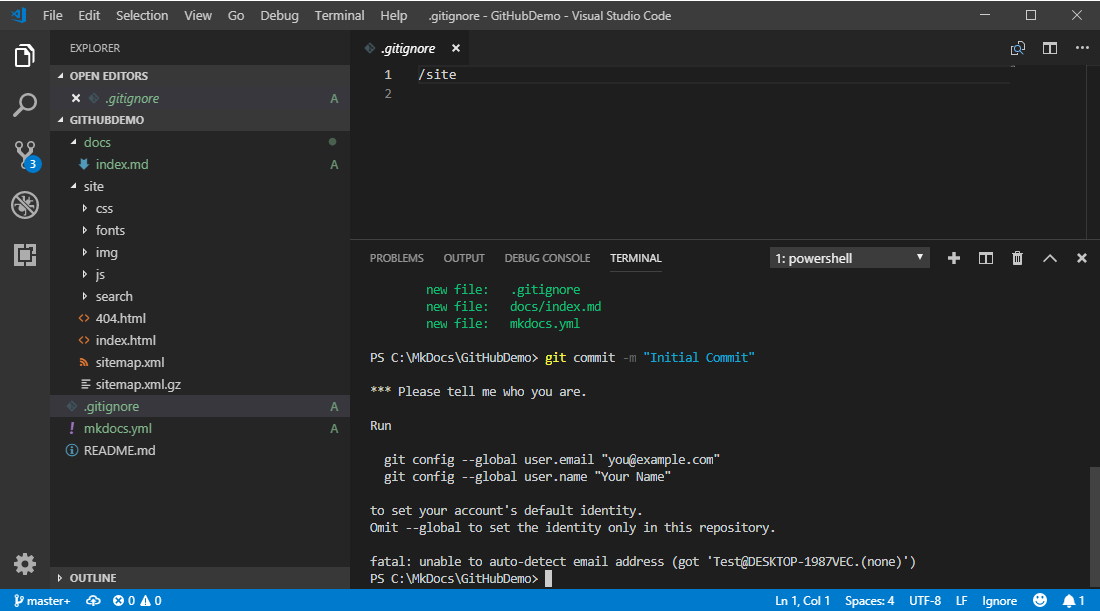 File Edit Selection View Go Debug Terminal Help .gitignore - GitHubDemo - Visual Studio Code
EXPLORER
OPEN EDITORS
.gitignore A
GITHUBDEMO
docs
index.md A
site
css
fonts
img
js
search
404.html
index.html
sitemap.xml
sitemap.xml.gz
.gitignore A
mkdocs.yml A
README.md
OUTLINE
3
.gitignore
1 /site
2
PROBLEMS OUTPUT DEBUG CONSOLE TERMINAL 1: powershell
new file: .gitignore
new file: docs/index.md
new file: mkdocs.yml
PS C:\MkDocs\GitHubDemo> git commit -m "Initial Commit"
*** Please tell me who you are.
Run
git config --global user.email "you@example.com"
git config --global user.name "Your Name"
to set your account's default identity.
Omit --global to set the identity only in this repository.
fatal: unable to auto-detect email address (got 'Test@DESKTOP-1987VEC.(none)')
PS C:\MkDocs\GitHubDemo>
master+ 0 0 Ln 1, Col 1 Spaces: 4 UTF-8 LF Ignore 1